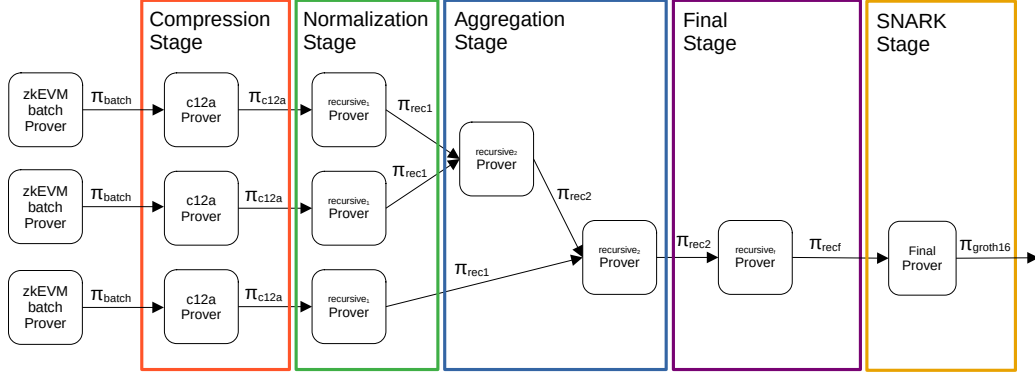 Compression
Stage
Normalization
Stage
Aggregation
Stage
Final
Stage
SNARK
Stage
zkEVM
batch
Prover
πbatch
c12a
Prover
πc12a
recursive₁
Prover
πrec1
zkEVM
batch
Prover
πbatch
c12a
Prover
πc12a
recursive₁
Prover
πrec1
recursive₂
Prover
πrec2
zkEVM
batch
Prover
πbatch
c12a
Prover
πc12a
recursive₁
Prover
πrec1
recursive₂
Prover
πrec2
recursivef
Prover
πrecf
Final
Prover
πgroth16